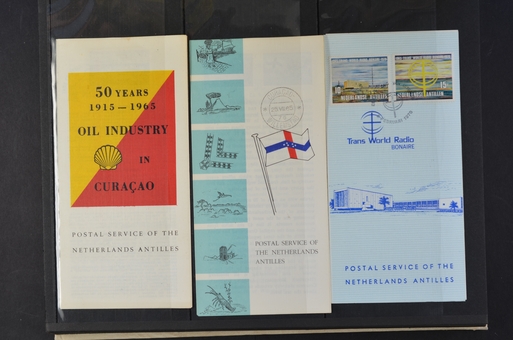 50 YEARS
1915 — 1965
OIL INDUSTRY
IN
CURAÇAO
POSTAL SERVICE OF THE
NETHERLANDS ANTILLES
POSTAL SERVICE OF
THE NETHERLANDS
ANTILLES
NEDERLANDSE ANTILLEN
15
Trans World Radio
BONAIRE
POSTAL SERVICE OF THE
NETHERLANDS ANTILLES